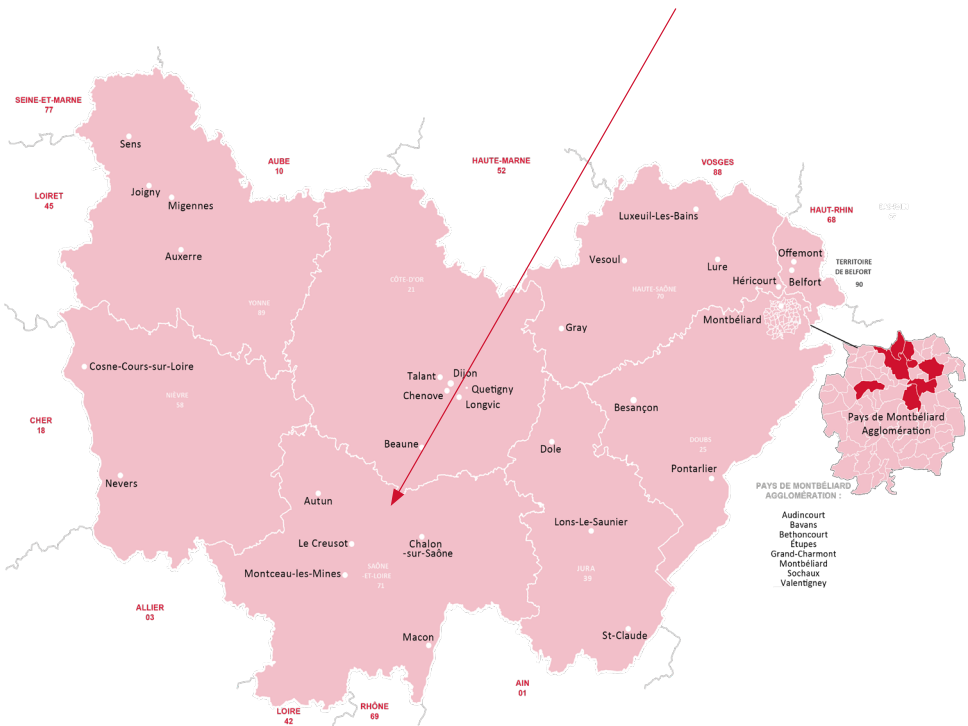 SEINE-ET-MARNE
77
Sens
AUBE
10
HAUTE-MARNE
52
VOSGES
88
LOIRET
45
Joigny
Migennes
Luxeuil-Les-Bains
HAUT-RHIN
68
Auxerre
Vesoul
Lure
Offemont
TERRITOIRE
DE BELFORT
90
Héricourt
Belfort
CÔTE-D'OR
21
HAUTE-SAÔNE
70
YONNE
89
Montbéliard
Gray
Cosne-Cours-sur-Loire
Talant
Dijon
Chenove
Quetigny
Longvic
NIÈVRE
58
Besançon
CHER
18
Pays de Montbéliard
Agglomération
Beaune
Dole
DOUBS
25
Nevers
Autun
Pontarlier
PAYS DE MONTBÉLIARD
AGGLOMÉRATION :
Audincourt
Bavans
Bethoncourt
Étupes
Grand-Charmont
Montbéliard
Sochaux
Valentigney
Lons-Le-Saunier
Le Creusot
Chalon
-sur-Saône
Montceau-les-Mines
SAÔNE
ET-LOIRE
71
JURA
39
ALLIER
03
Macon
St-Claude
AIN
01
LOIRE
42
RHÔNE
69